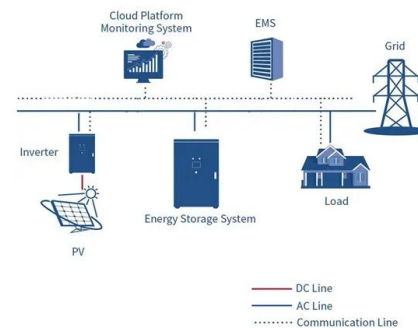 Cloud Platform
Monitoring System
EMS
Grid
Inverter
Energy Storage System
Load
PV
DC Line
AC Line
Communication Line